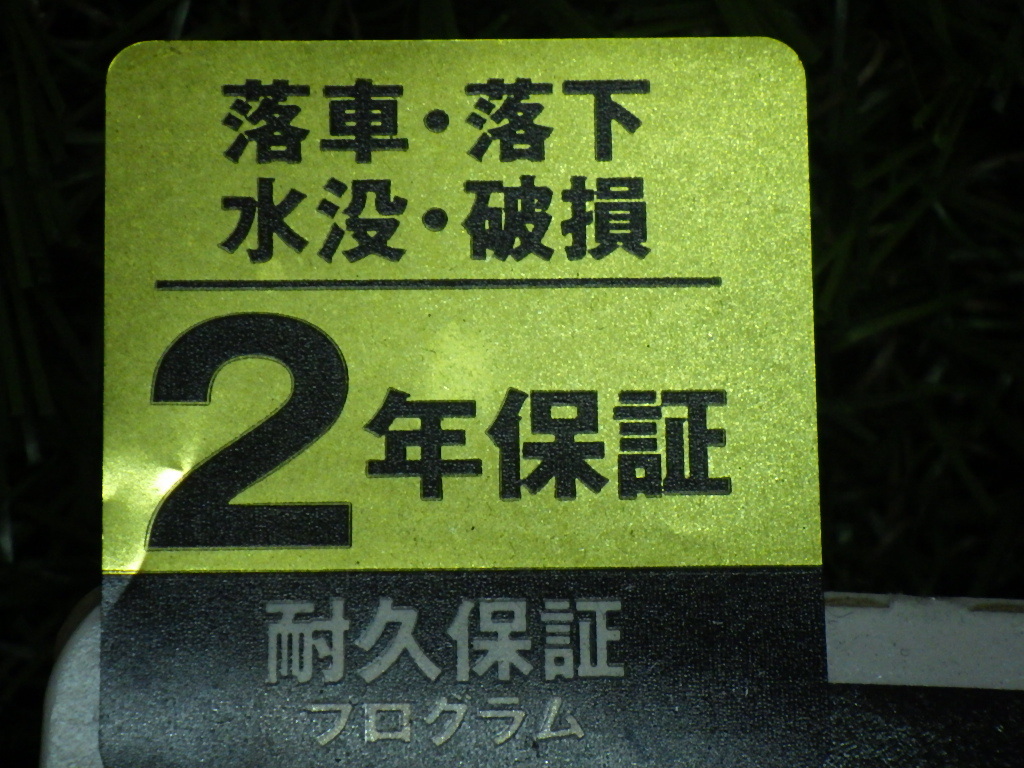 落車・落下
水没・破損
2年保証
耐久保証
プログラム